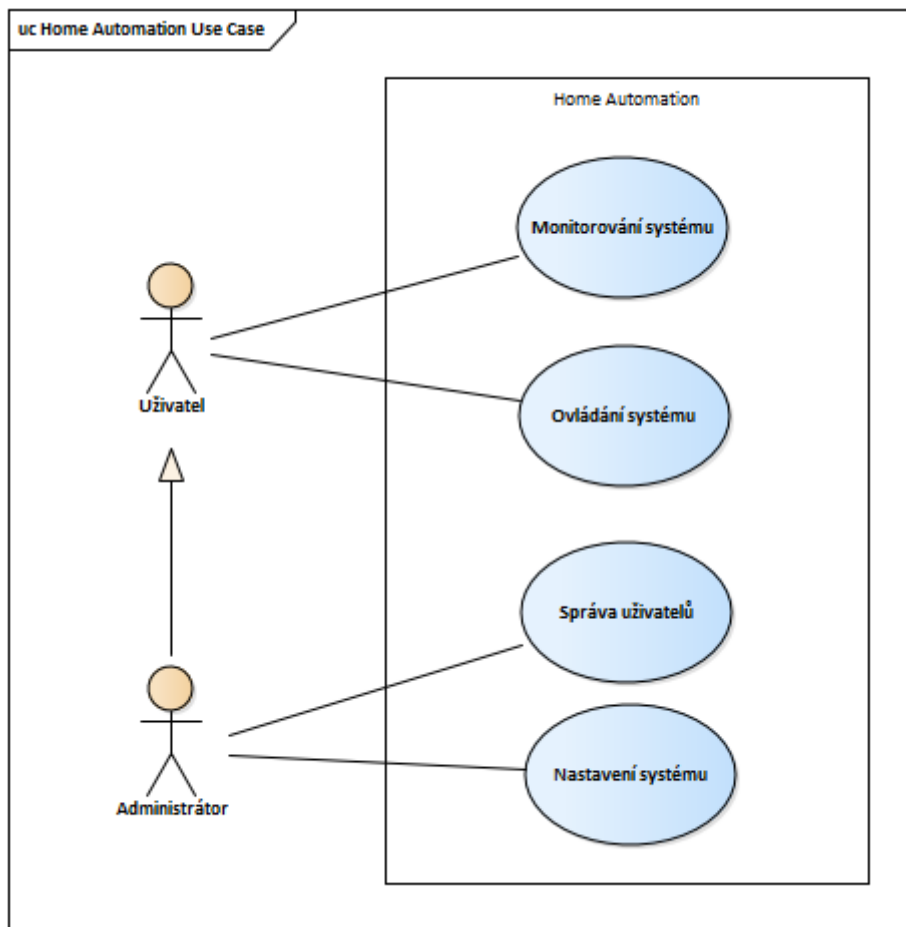 uc Home Automation Use Case
Home Automation
Monitorování systému
Uživatel
Ovládání systému
Správa uživatelů
Administrátor
Nastavení systému